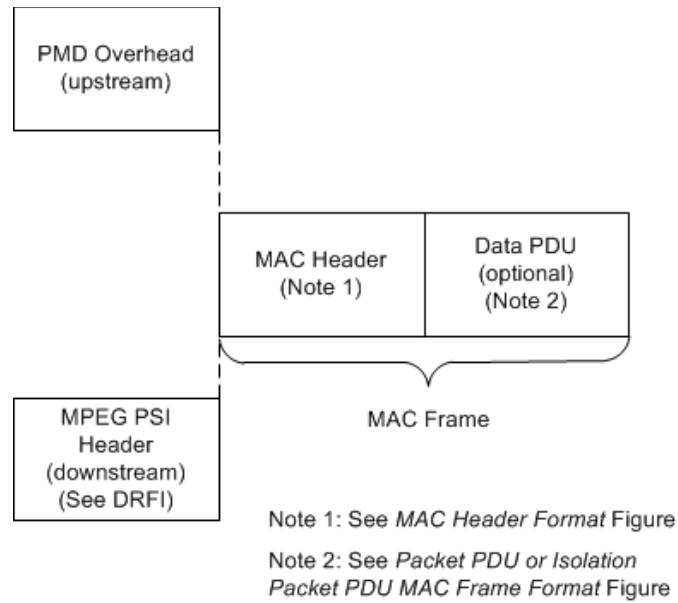 PMD Overhead
(upstream)
MAC Header
(Note 1)
Data PDU
(optional)
(Note 2)
MAC Frame
MPEG PSI
Header
(downstream)
(See DRFI)
Note 1: See MAC Header Format Figure
Note 2: See Packet PDU or Isolation
Packet PDU MAC Frame Format Figure